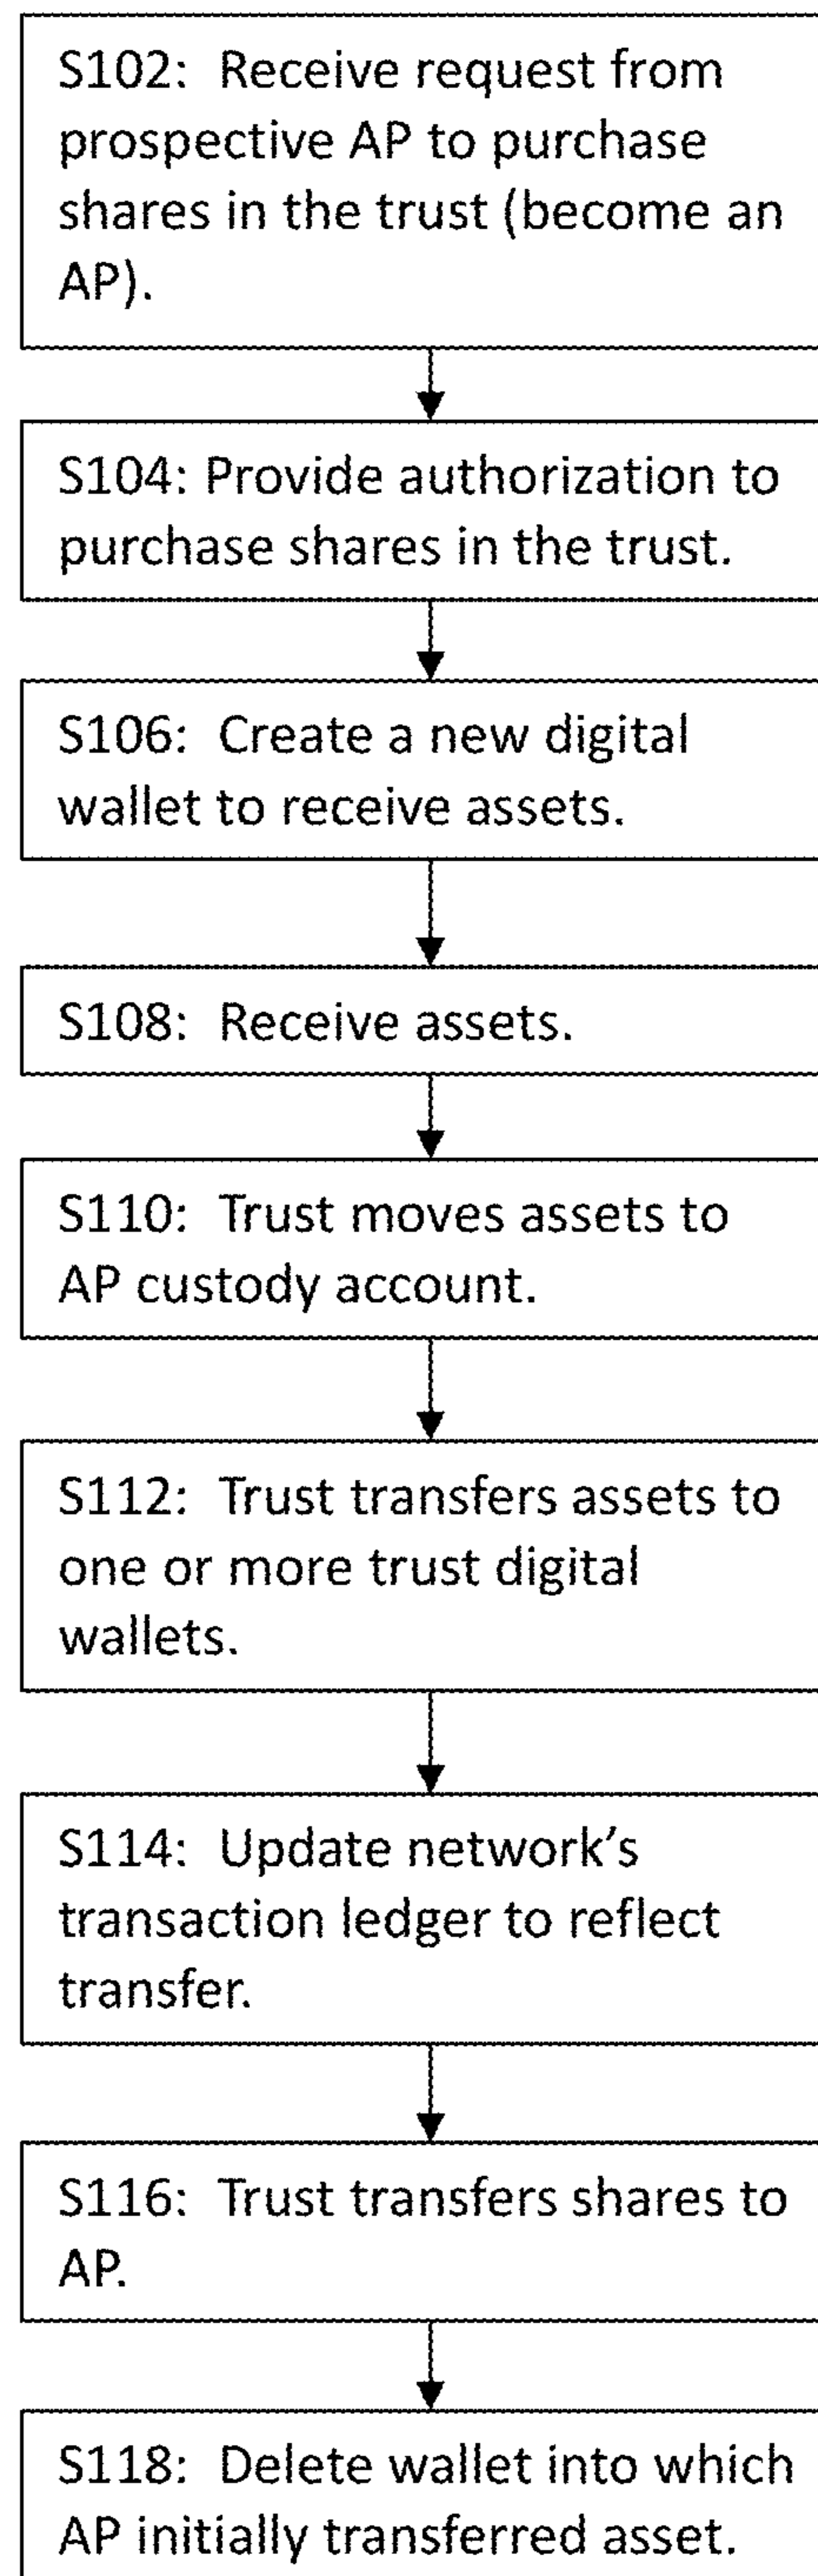 S102: Receive request from
prospective AP to purchase
shares in the trust (become an
AP).
S104: Provide authorization to
purchase shares in the trust.
S106: Create a new digital
wallet to receive assets.
S108: Receive assets.
S110: Trust moves assets to
AP custody account.
S112: Trust transfers assets to
one or more trust digital
wallets.
S114: Update network’s
transaction ledger to reflect
transfer.
S116: Trust transfers shares to
AP.
S118: Delete wallet into which
AP initially transferred asset.